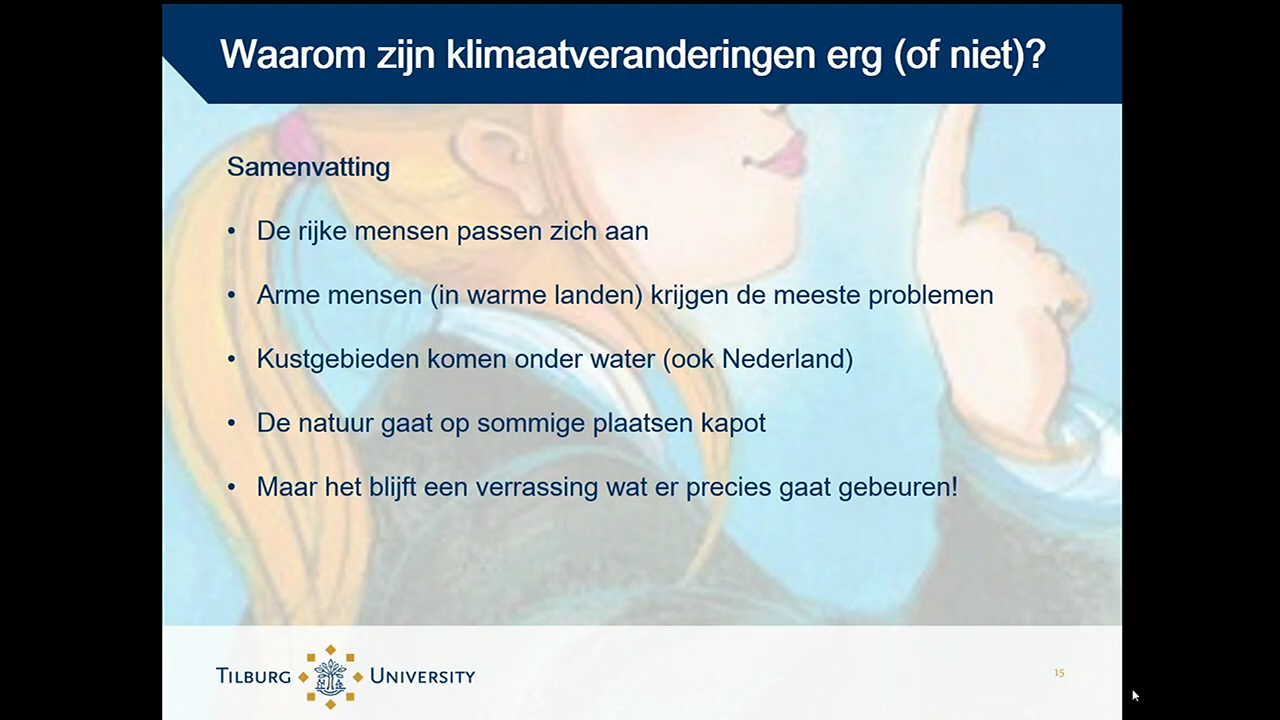 Waarom zijn klimaatveranderingen erg (of niet)?
Samenvatting
• De rijke mensen passen zich aan
• Arme mensen (in warme landen) krijgen de meeste problemen
• Kustgebieden komen onder water (ook Nederland)
• De natuur gaat op sommige plaatsen kapot
• Maar het blijft een verrassing wat er precies gaat gebeuren!
TILBURG UNIVERSITY
15